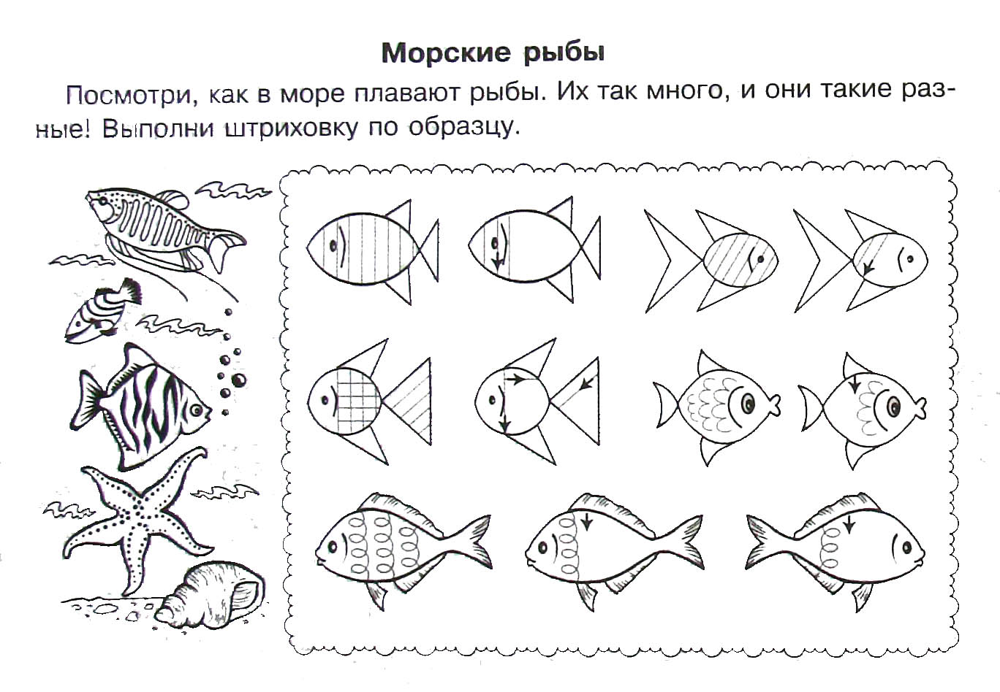 Морские рыбы
Посмотри, как в море плавают рыбы. Их так много, и они такие раз-
ные! Выполни штриховку по образцу.